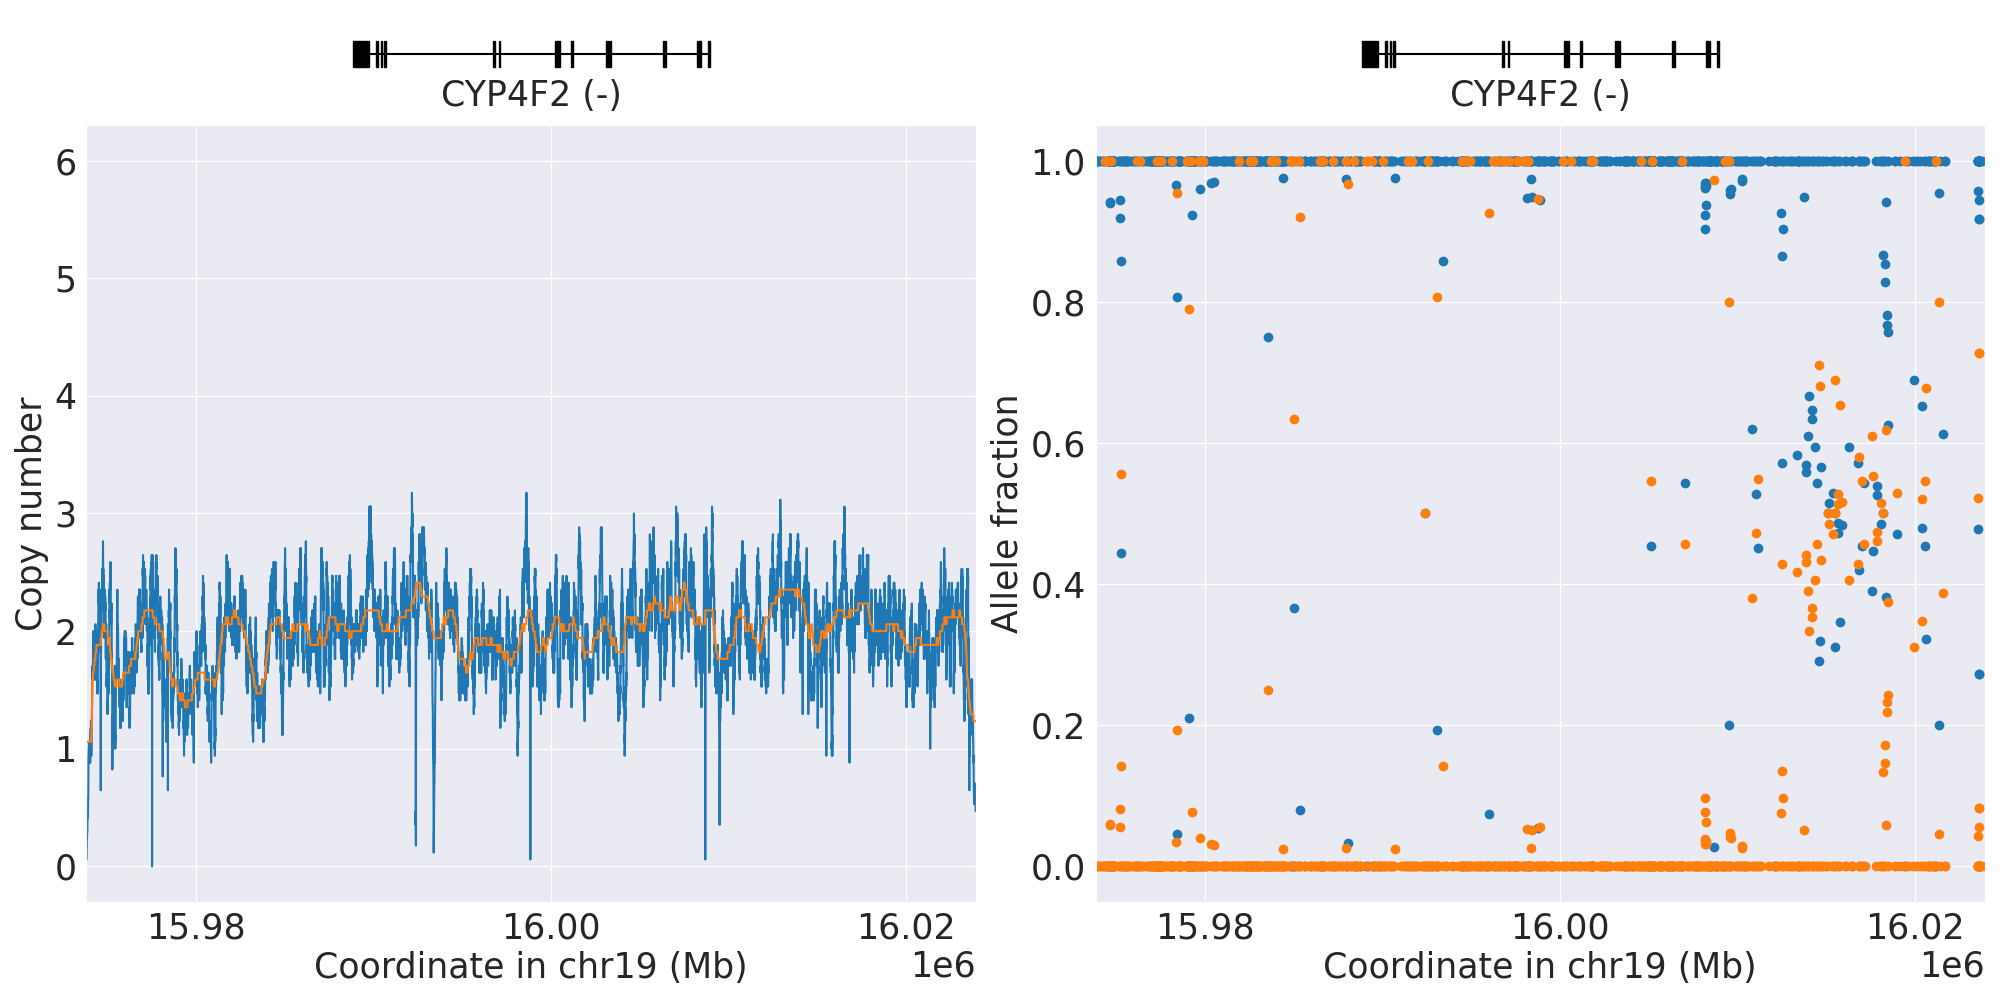 CYP4F2 (-)
Copy number
6
5
4
3
2
1
0
15.98
16.00
16.02
Coordinate in chr19 (Mb)
1e6
CYP4F2 (-)
Allele fraction
1.0
0.8
0.6
0.4
0.2
0.0
15.98
16.00
16.02
Coordinate in chr19 (Mb)
1e6